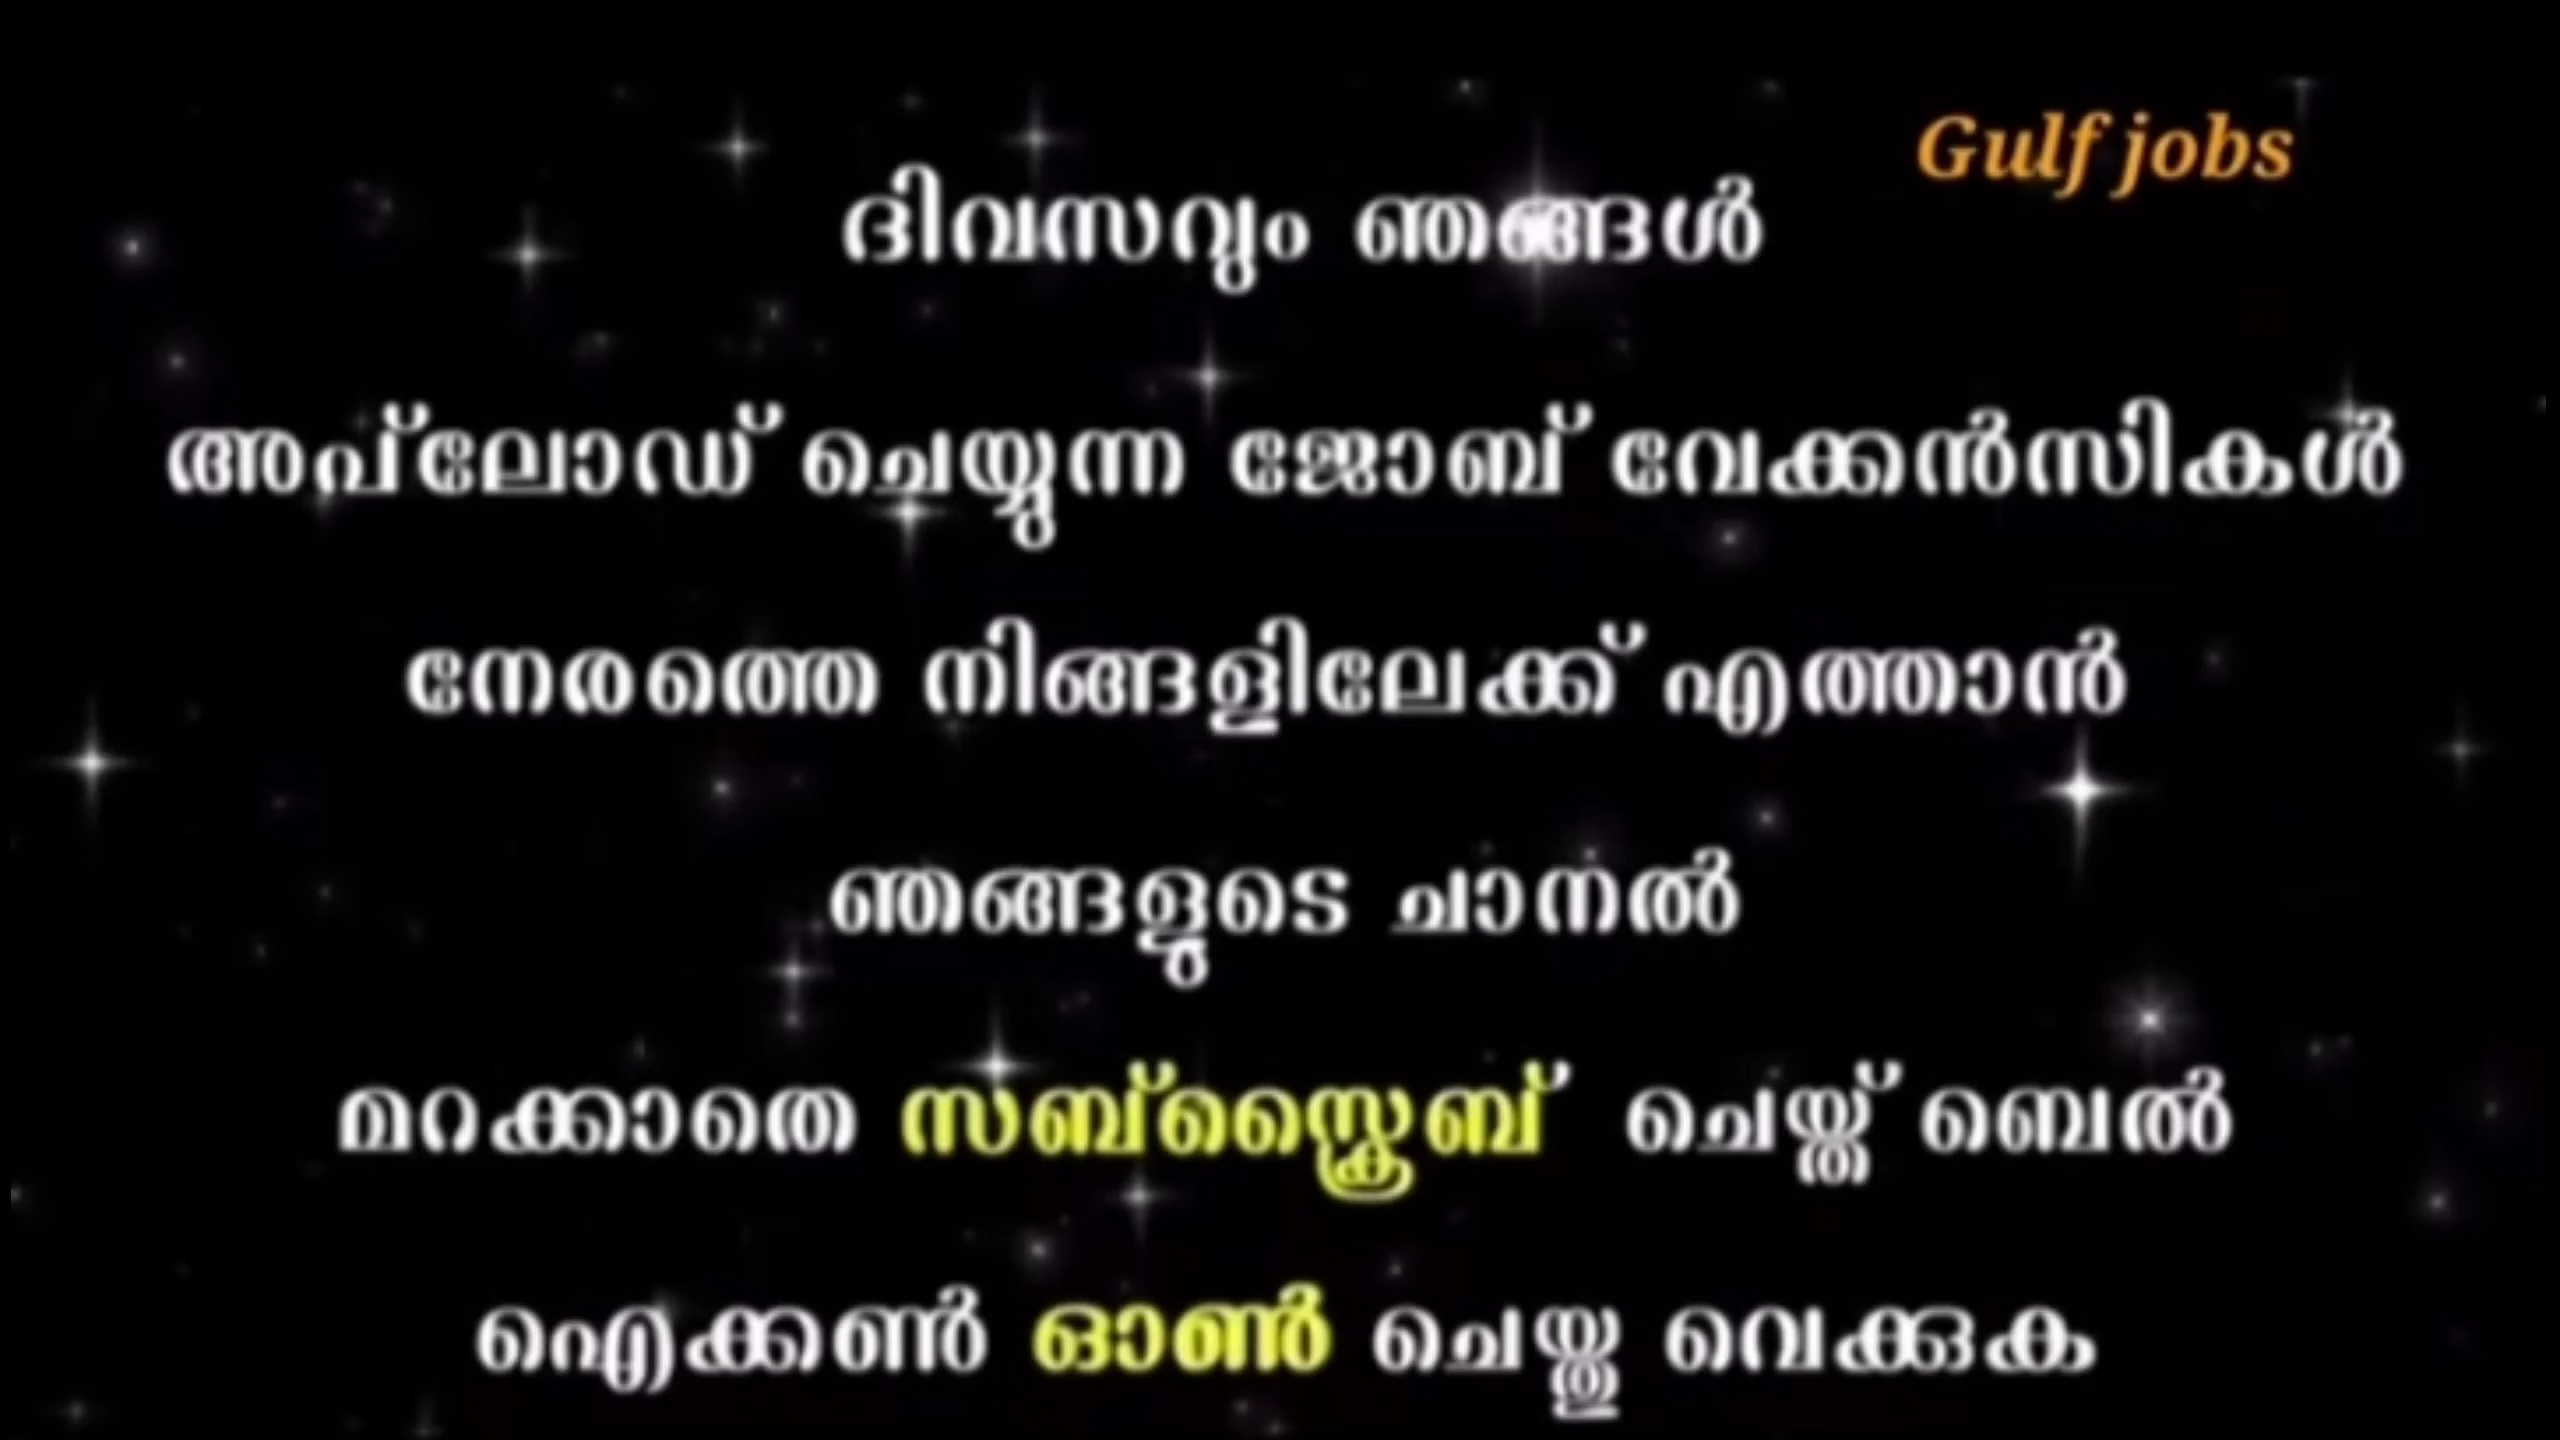 Gulf jobs
ദിവസവും ഞങ്ങൾ
അപ്‌ലോഡ് ചെയ്യുന്ന ജോബ് വേക്കൻസികൾ
നേരത്തെ നിങ്ങളിലേക്ക് എത്താൻ
ഞങ്ങളുടെ ചാനൽ
മറക്കാതെ സബ്സ്ക്രൈബ് ചെയ്ത് ബെൽ
ഐക്കൺ ഓൺ ചെയ്തു വെക്കുക